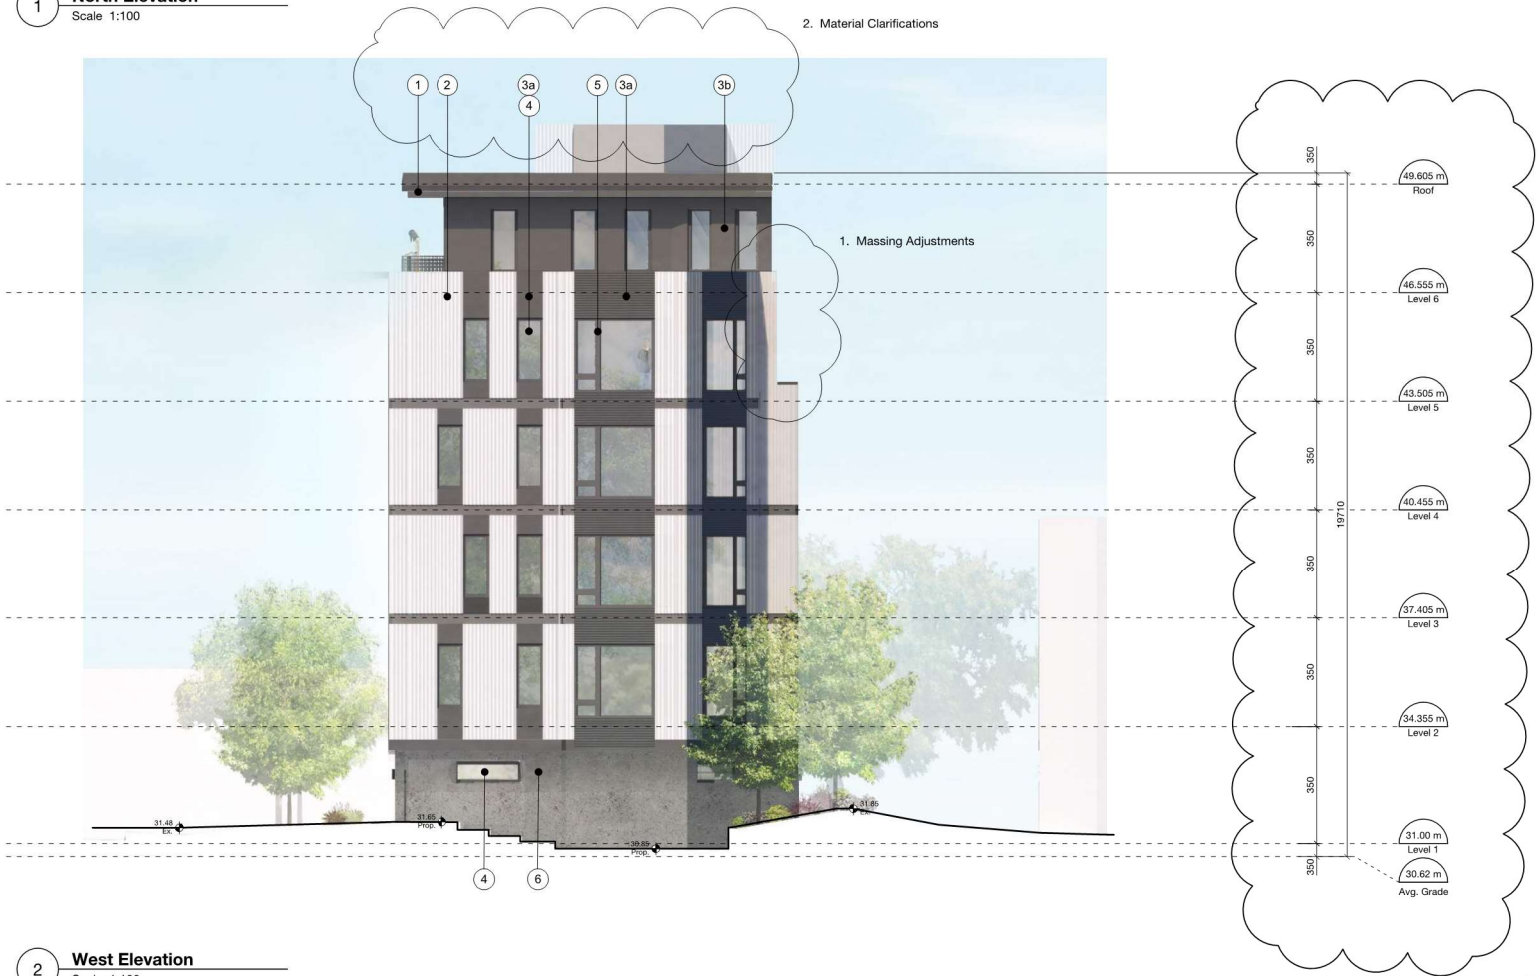 1
North Elevation
Scale 1:100
2. Material Clarifications
1
2
3a
4
5
3a
3b
1. Massing Adjustments
350
49.605 m
Roof
350
46.555 m
Level 6
350
43.505 m
Level 5
350
40.455 m
Level 4
19710
350
37.405 m
Level 3
350
34.355 m
Level 2
350
31.00 m
Level 1
350
30.62 m
Avg. Grade
31.48
Ex.
31.65
Prop.
30.85
Prop.
31.85
Ex.
4
6
2
West Elevation